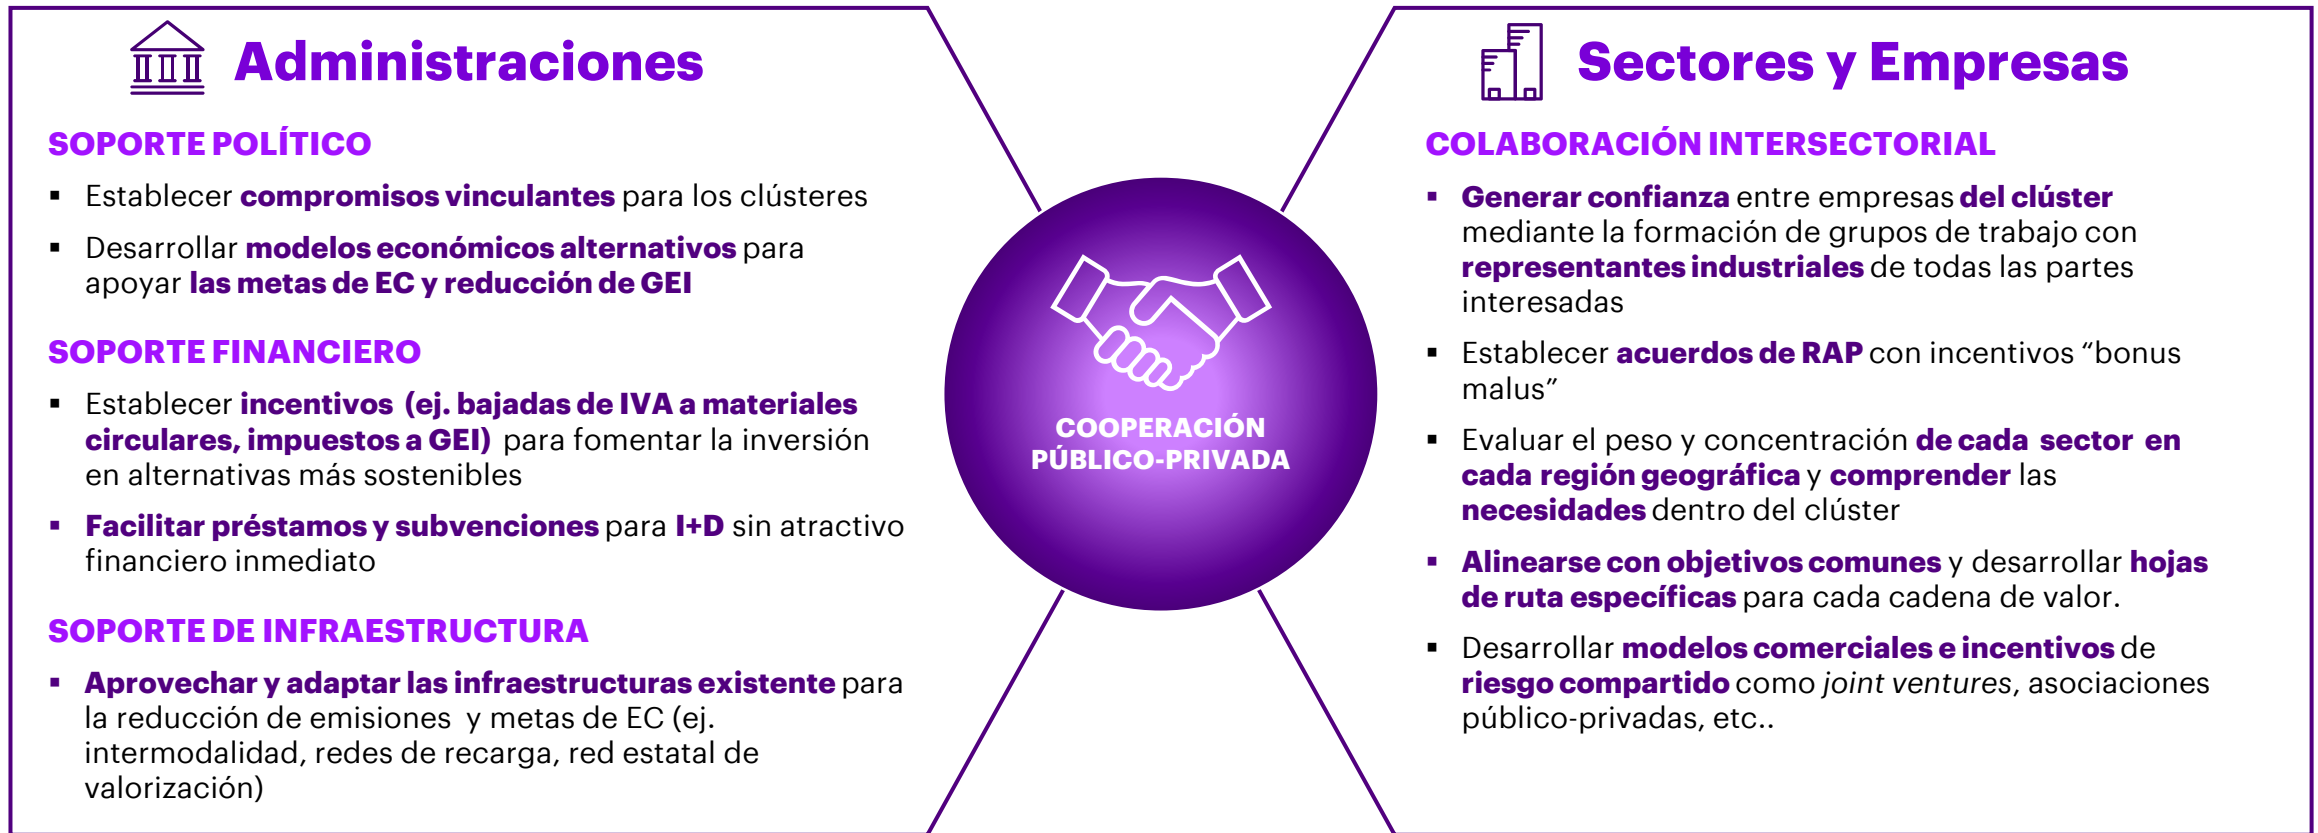 Administraciones
SOPORTE POLÍTICO
▪ Establecer compromisos vinculantes para los clústeres
▪ Desarrollar modelos económicos alternativos para
apoyar las metas de EC y reducción de GEI
SOPORTE FINANCIERO
▪ Establecer incentivos (ej. bajadas de IVA a materiales
circulares, impuestos a GEI) para fomentar la inversión
en alternativas más sostenibles
▪ Facilitar préstamos y subvenciones para I+D sin atractivo
financiero inmediato
SOPORTE DE INFRAESTRUCTURA
▪ Aprovechar y adaptar las infraestructuras existente para
la reducción de emisiones y metas de EC (ej.
intermodalidad, redes de recarga, red estatal de
valorización)
COOPERACIÓN
PÚBLICO-PRIVADA
Sectores y Empresas
COLABORACIÓN INTERSECTORIAL
▪ Generar confianza entre empresas del clúster
mediante la formación de grupos de trabajo con
representantes industriales de todas las partes
interesadas
▪ Establecer acuerdos de RAP con incentivos “bonus
malus”
▪ Evaluar el peso y concentración de cada sector en
cada región geográfica y comprender las
necesidades dentro del clúster
▪ Alinearse con objetivos comunes y desarrollar hojas
de ruta específicas para cada cadena de valor.
▪ Desarrollar modelos comerciales e incentivos de
riesgo compartido como joint ventures, asociaciones
público-privadas, etc..